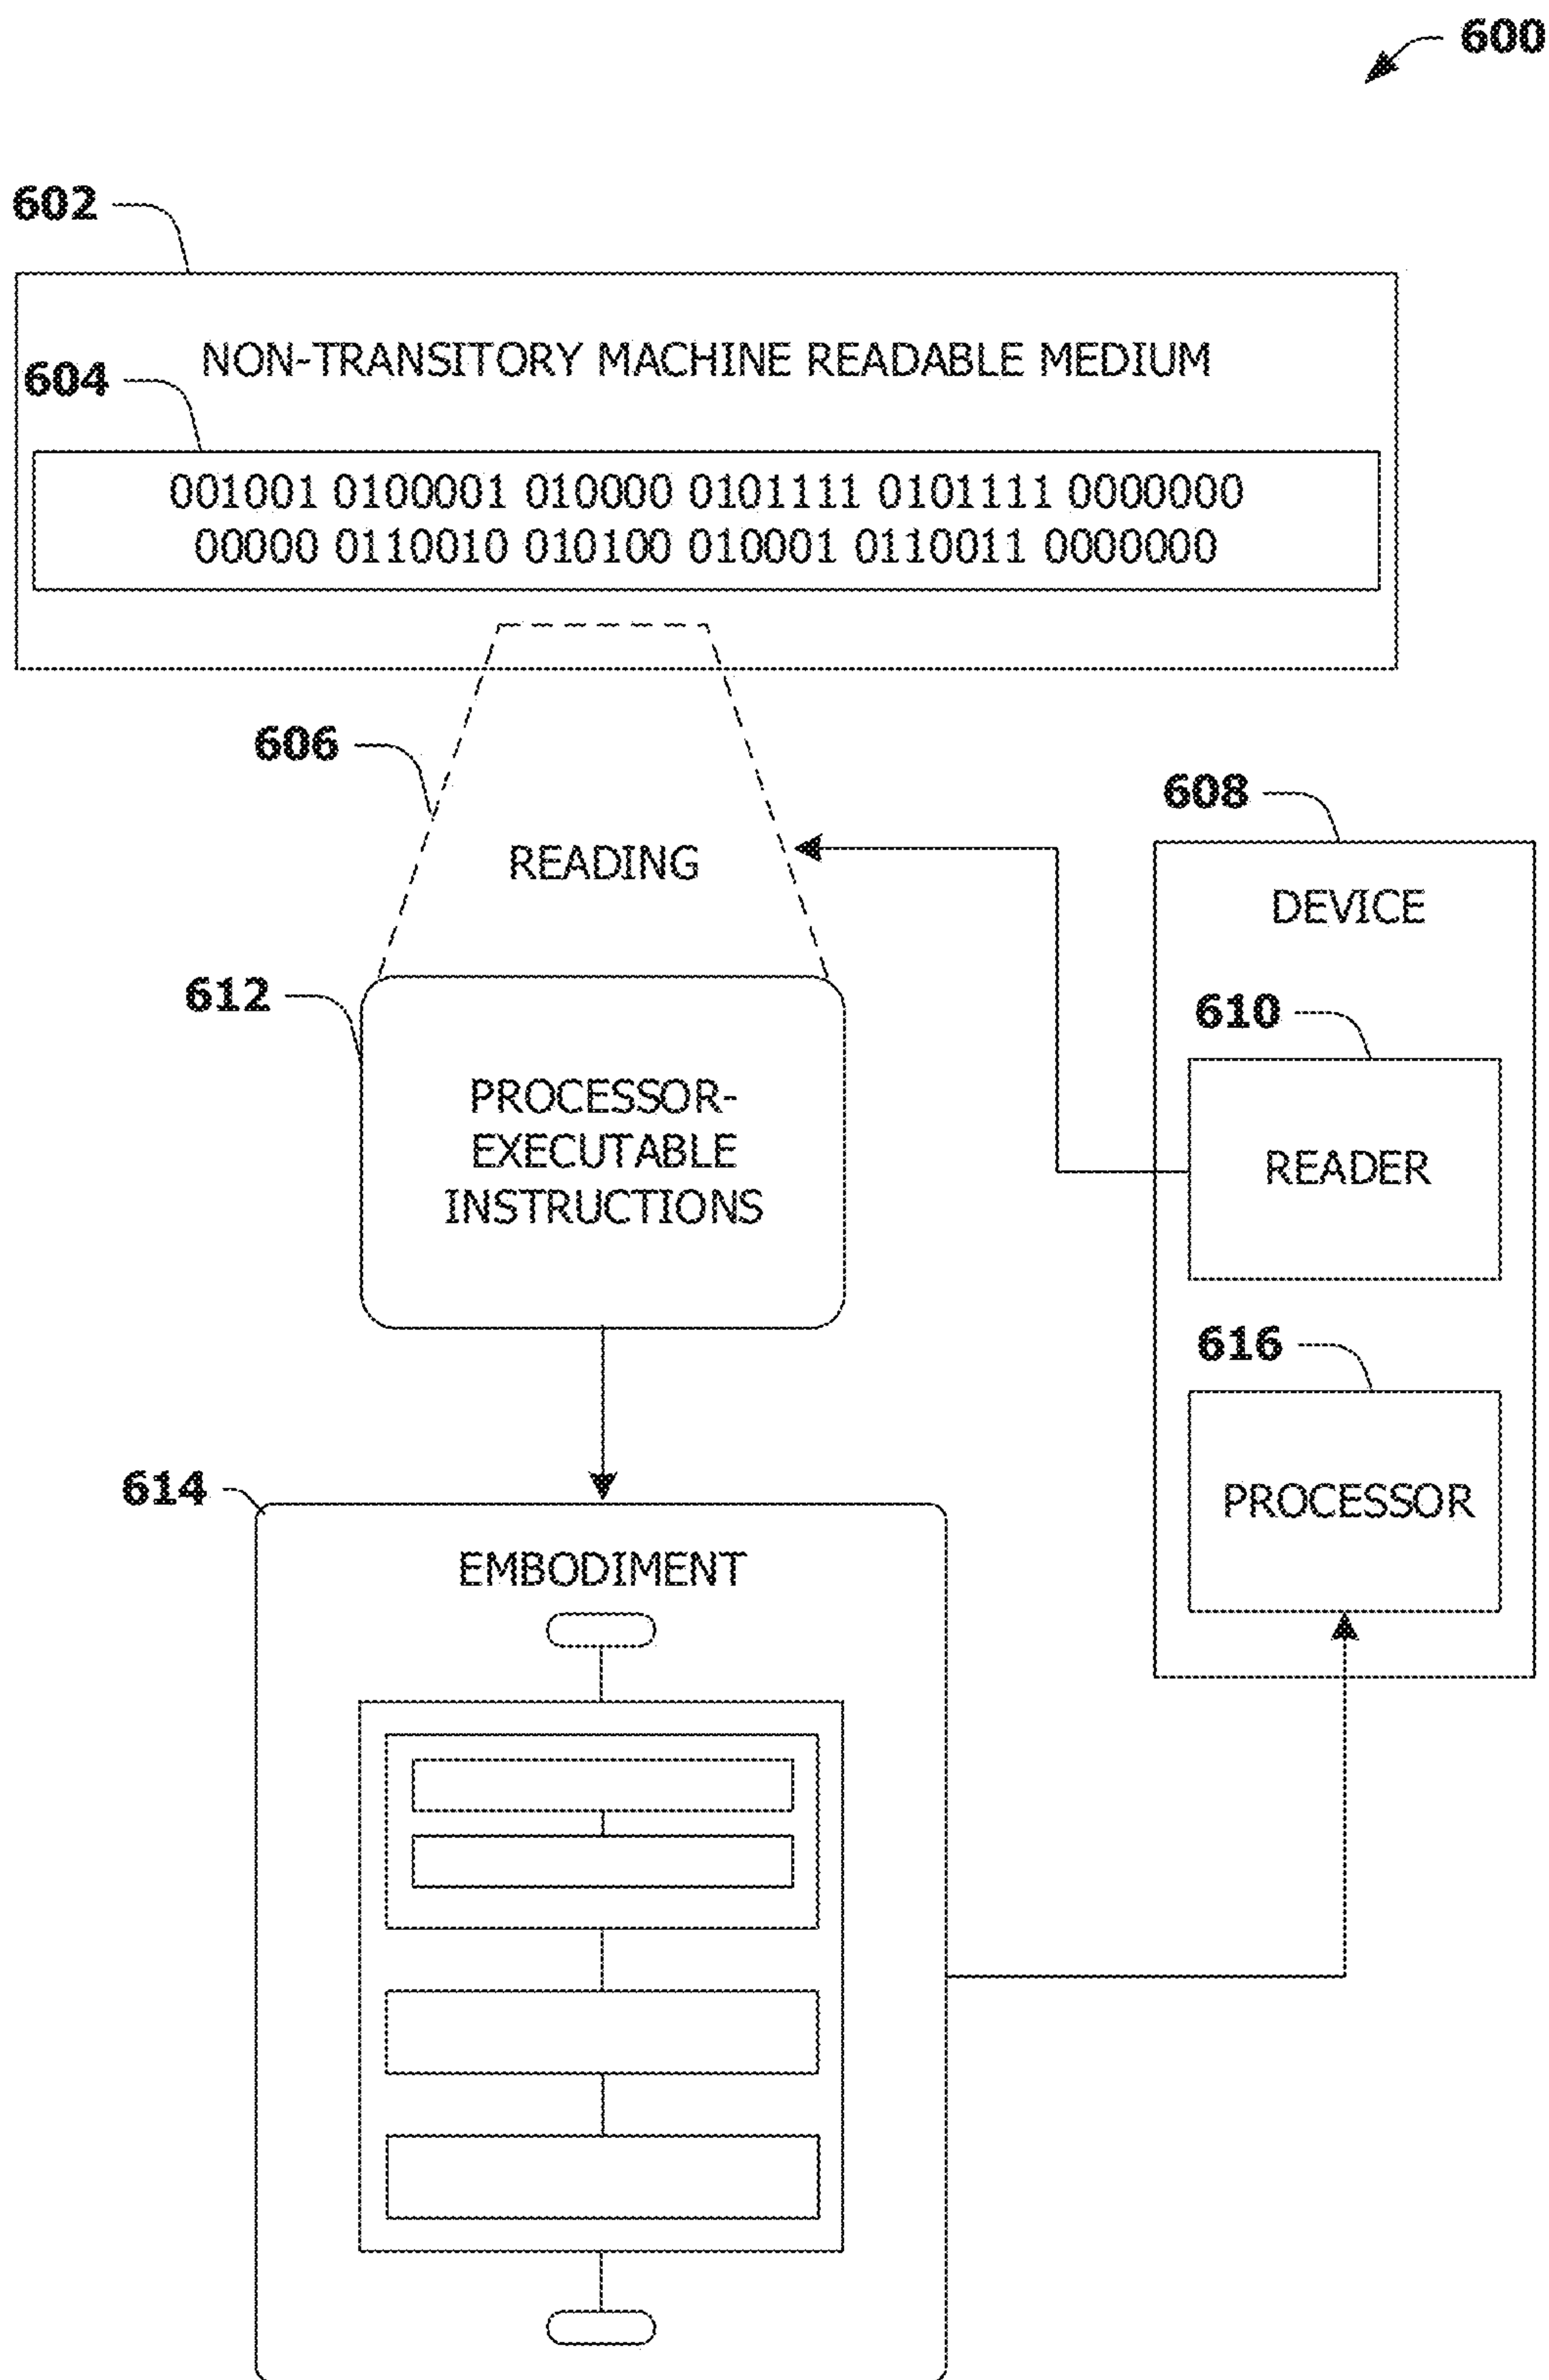 600
602
NON-TRANSITORY MACHINE READABLE MEDIUM
604
001001 0100001 010000 0101111 0101111 0000000
00000 0110010 010100 010001 0110011 0000000
606
READING
608
DEVICE
610
READER
612
PROCESSOR-
EXECUTABLE
INSTRUCTIONS
616
PROCESSOR
614
EMBODIMENT